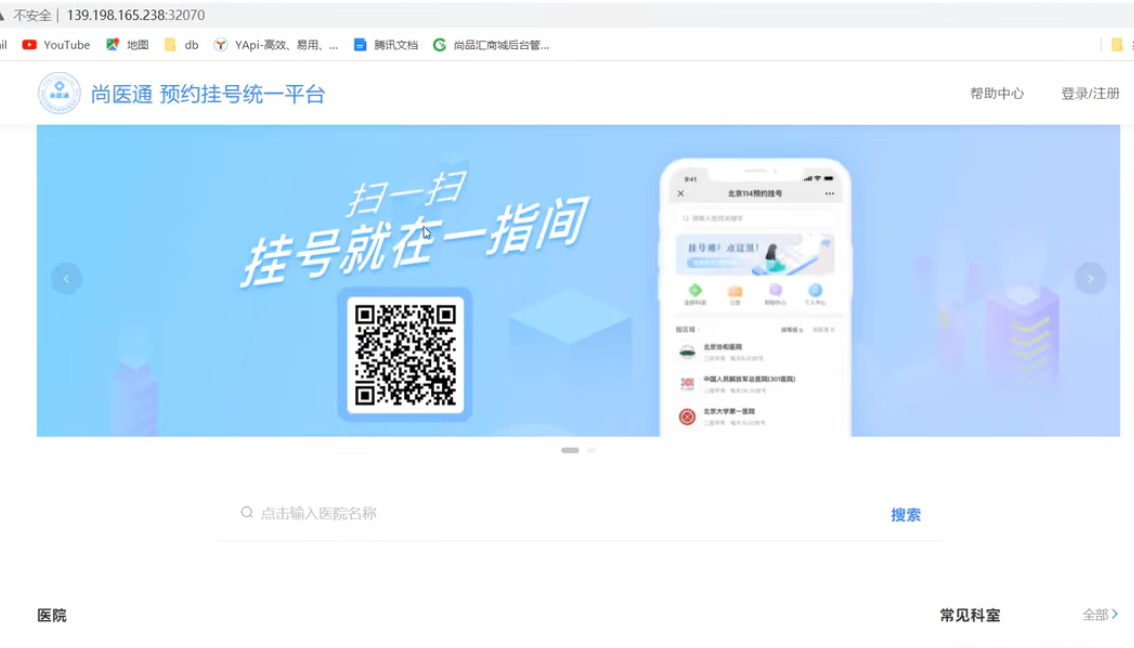 不安全 | 139.198.165.238:32070
YouTube 地图 db YApi-高效、易用、... 腾讯文档 尚品汇商城后台管...
尚医通 预约挂号统一平台
帮助中心 登录/注册
扫一扫
挂号就在一指间
9:41
北京114预约挂号
请输入医院关键字
挂号难？点这里！
全部科室 公告 帮助中心 个人中心
按区域
北京协和医院
中国人民解放军总医院(301医院)
北京大学第一医院
点击输入医院名称
搜索
医院
常见科室 全部